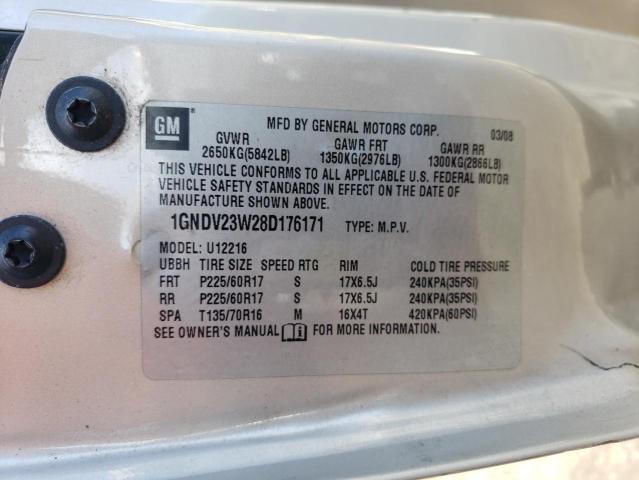 GM
MFD BY GENERAL MOTORS CORP. 03/08
GVWR GAWR FRT GAWR RR
2650KG(5842LB) 1350KG(2976LB) 1300KG(2866LB)
THIS VEHICLE CONFORMS TO ALL APPLICABLE U.S. FEDERAL MOTOR
VEHICLE SAFETY STANDARDS IN EFFECT ON THE DATE OF
MANUFACTURE SHOWN ABOVE.
1GNDV23W28D176171 TYPE: M.P.V.
MODEL: U12216
UBBH TIRE SIZE SPEED RTG RIM COLD TIRE PRESSURE
FRT P225/60R17 S 17X6.5J 240KPA(35PSI)
RR P225/60R17 S 17X6.5J 240KPA(35PSI)
SPA T135/70R16 M 16X4T 420KPA(60PSI)
SEE OWNER'S MANUAL FOR MORE INFORMATION.